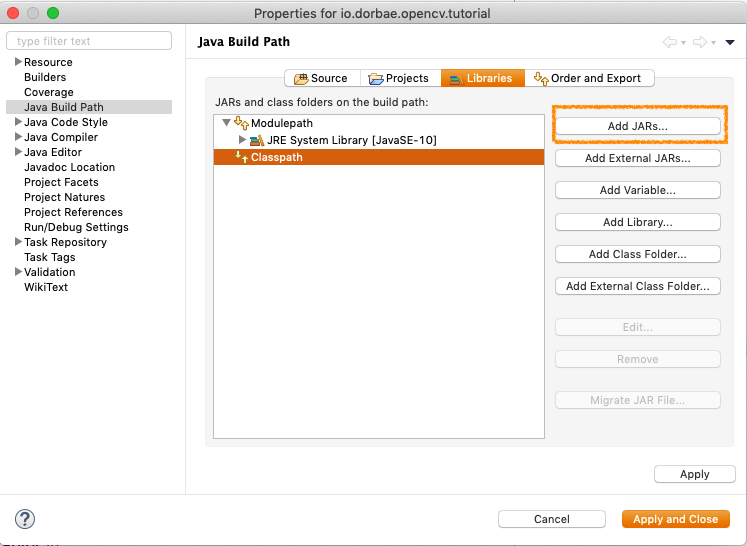 Properties for io.dorbae.opencv.tutorial
type filter text
Resource
Builders
Coverage
Java Build Path
Java Code Style
Java Compiler
Java Editor
Javadoc Location
Project Facets
Project Natures
Project References
Run/Debug Settings
Task Repository
Task Tags
Validation
WikiText
Java Build Path
Source
Projects
Libraries
Order and Export
JARs and class folders on the build path:
Modulepath
JRE System Library [JavaSE-10]
Classpath
Add JARs...
Add External JARs...
Add Variable...
Add Library...
Add Class Folder...
Add External Class Folder...
Edit...
Remove
Migrate JAR File...
Apply
?
Cancel
Apply and Close